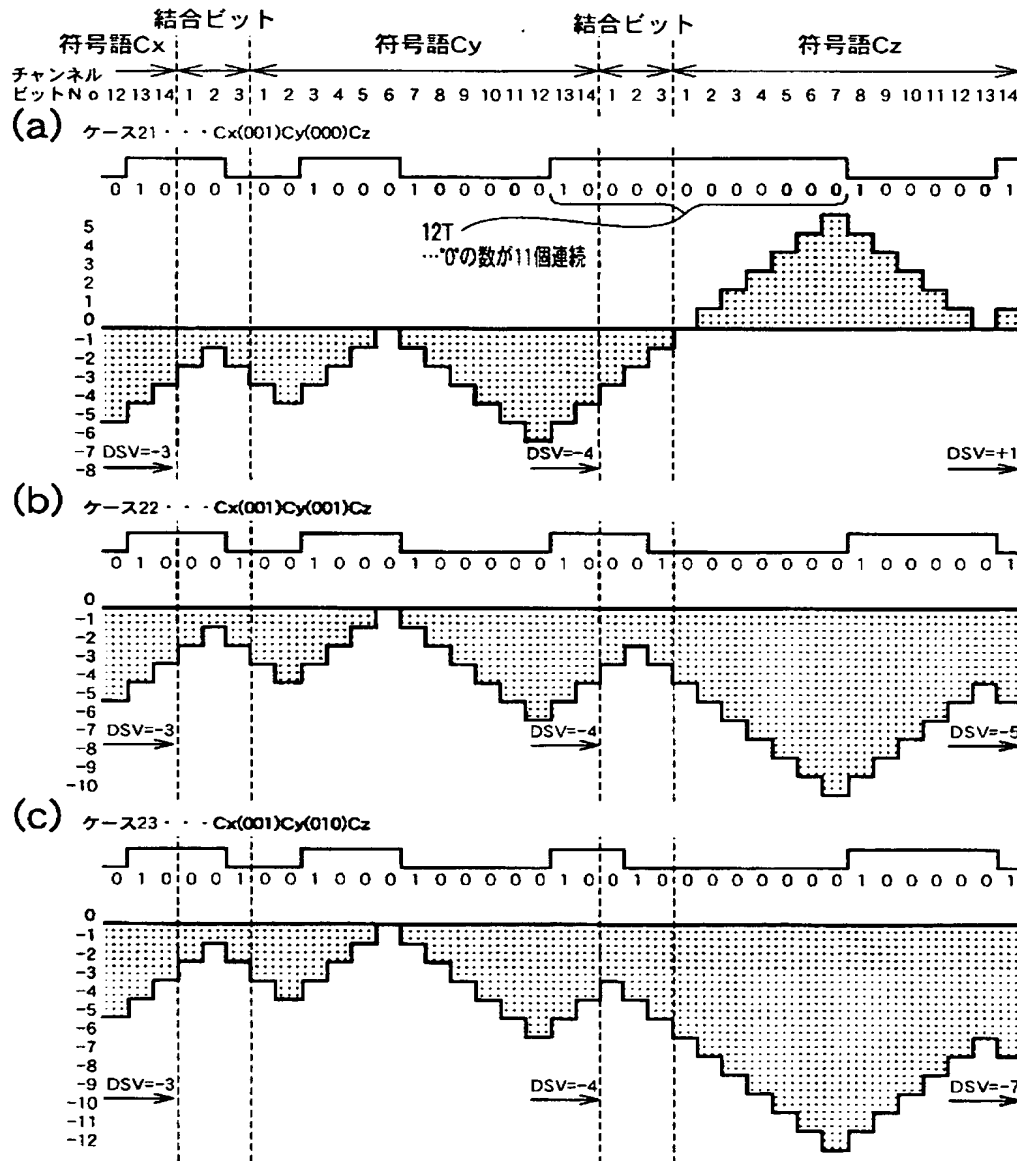 結合ビット 結合ビット
符号語Cx 符号語Cy 符号語Cz
チャンネル
ビットNo 12 13 14 1 2 3 1 2 3 4 5 6 7 8 9 10 11 12 13 14 1 2 3 1 2 3 4 5 6 7 8 9 10 11 12 13 14
(a) ケース21・・・Cx(001)Cy(000)Cz
0 1 0 0 0 1 0 0 1 0 0 0 1 0 0 0 0 0 1 0 0 0 0 0 0 0 0 0 0 0 1 0 0 0 0 0 1
12T
…"0"の数が11個連続
5
4
3
2
1
0
-1
-2
-3
-4
-5
-6
-7
-8
DSV=-3 DSV=-4 DSV=+1
(b) ケース22・・・Cx(001)Cy(001)Cz
0 1 0 0 0 1 0 0 1 0 0 0 1 0 0 0 0 0 1 0 0 0 1 0 0 0 0 0 0 0 1 0 0 0 0 0 1
0
-1
-2
-3
-4
-5
-6
-7
-8
-9
-10
DSV=-3 DSV=-4 DSV=-5
(c) ケース23・・・Cx(001)Cy(010)Cz
0 1 0 0 0 1 0 0 1 0 0 0 1 0 0 0 0 0 1 0 0 1 0 0 0 0 0 0 0 0 1 0 0 0 0 0 1
0
-1
-2
-3
-4
-5
-6
-7
-8
-9
-10
-11
-12
DSV=-3 DSV=-4 DSV=-7